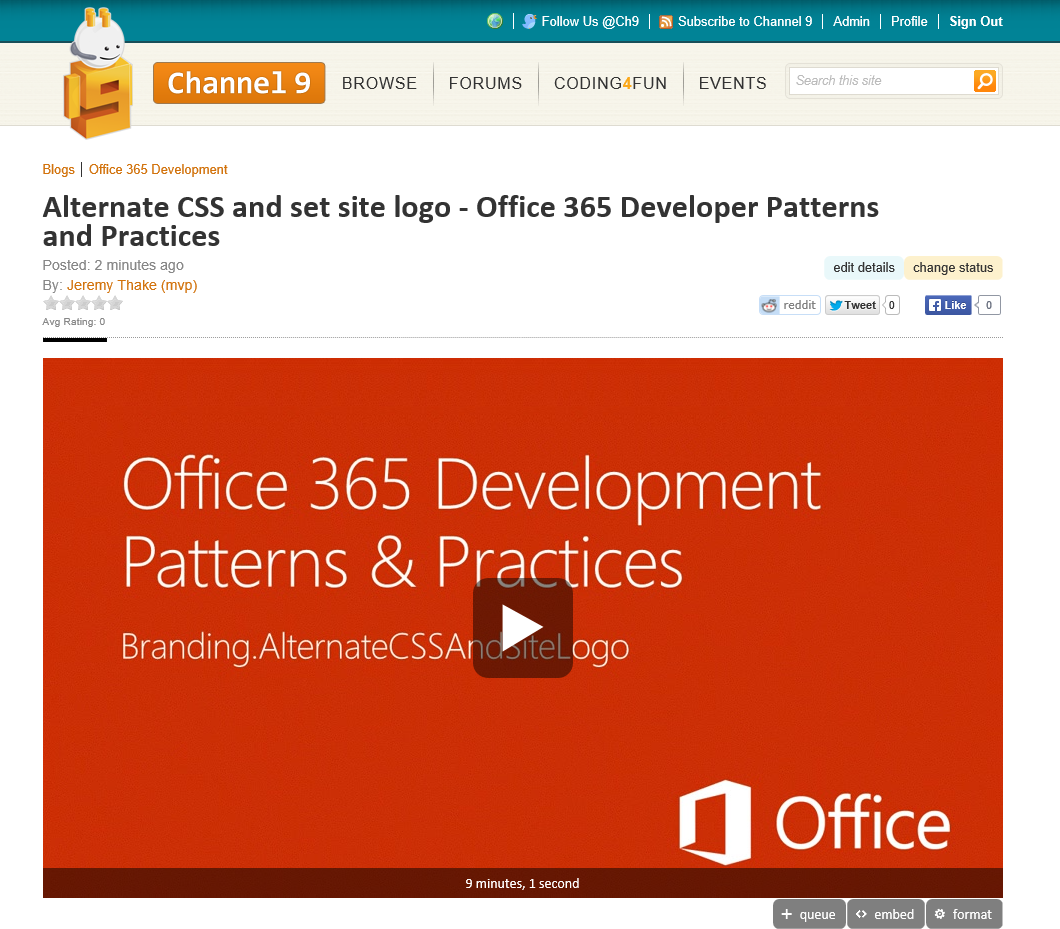 Follow Us @Ch9 Subscribe to Channel 9 Admin Profile Sign Out
9
Channel 9 BROWSE FORUMS CODING4FUN EVENTS Search this site
Blogs Office 365 Development
Alternate CSS and set site logo - Office 365 Developer Patterns
and Practices
Posted: 2 minutes ago
By: Jeremy Thake (mvp)
edit details change status
Avg Rating: 0
reddit Tweet 0 Like 0
Office 365 Development
Patterns & Practices
Branding.AlternateCSSAndSiteLogo
Office
9 minutes, 1 second
queue embed format